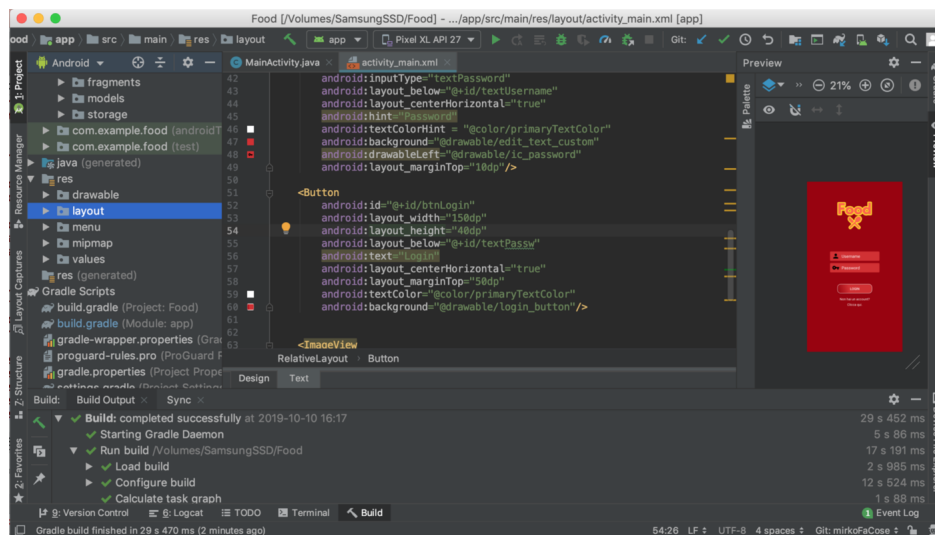 Food [/Volumes/SamsungSSD/Food] - .../app/src/main/res/layout/activity_main.xml [app]
ood app src main res layout app Pixel XL API 27 Git:
Android MainActivity.java activity_main.xml Preview
1: Project
Resource Manager
Layout Captures
Z: Structure
2: Favorites
fragments
models
storage
com.example.food (androidT
com.example.food (test)
java (generated)
res
drawable
layout
menu
mipmap
values
res (generated)
Gradle Scripts
build.gradle (Project: Food)
build.gradle (Module: app)
gradle-wrapper.properties (Gra
proguard-rules.pro (ProGuard R
gradle.properties (Project Prope
settings.gradle (Project Setting
42 android:inputType="textPassword"
43 android:layout_below="@+id/textUsername"
44 android:layout_centerHorizontal="true"
45 android:hint="Password"
46 android:textColorHint = "@color/primaryTextColor"
47 android:background="@drawable/edit_text_custom"
48 android:drawableLeft="@drawable/ic_password"
49 android:layout_marginTop="10dp"/>
50
51 <Button
52 android:id="@+id/btnLogin"
53 android:layout_width="150dp"
54 android:layout_height="40dp"
55 android:layout_below="@+id/textPassw"
56 android:text="Login"
57 android:layout_centerHorizontal="true"
58 android:layout_marginTop="50dp"
59 android:textColor="@color/primaryTextColor"
60 android:background="@drawable/login_button"/>
61
62
63 <ImageView
RelativeLayout Button
Design Text
Palette
21%
Food
Username
Password
LOGIN
Build: Build Output Sync
Build: completed successfully at 2019-10-10 16:17 29 s 452 ms
Starting Gradle Daemon 5 s 86 ms
Run build /Volumes/SamsungSSD/Food 17 s 191 ms
Load build 2 s 985 ms
Configure build 12 s 524 ms
Calculate task graph 1 s 88 ms
9: Version Control 6: Logcat TODO Terminal Build 1 Event Log
Gradle build finished in 29 s 470 ms (2 minutes ago) 54:26 LF UTF-8 4 spaces Git: mirkoFaCose